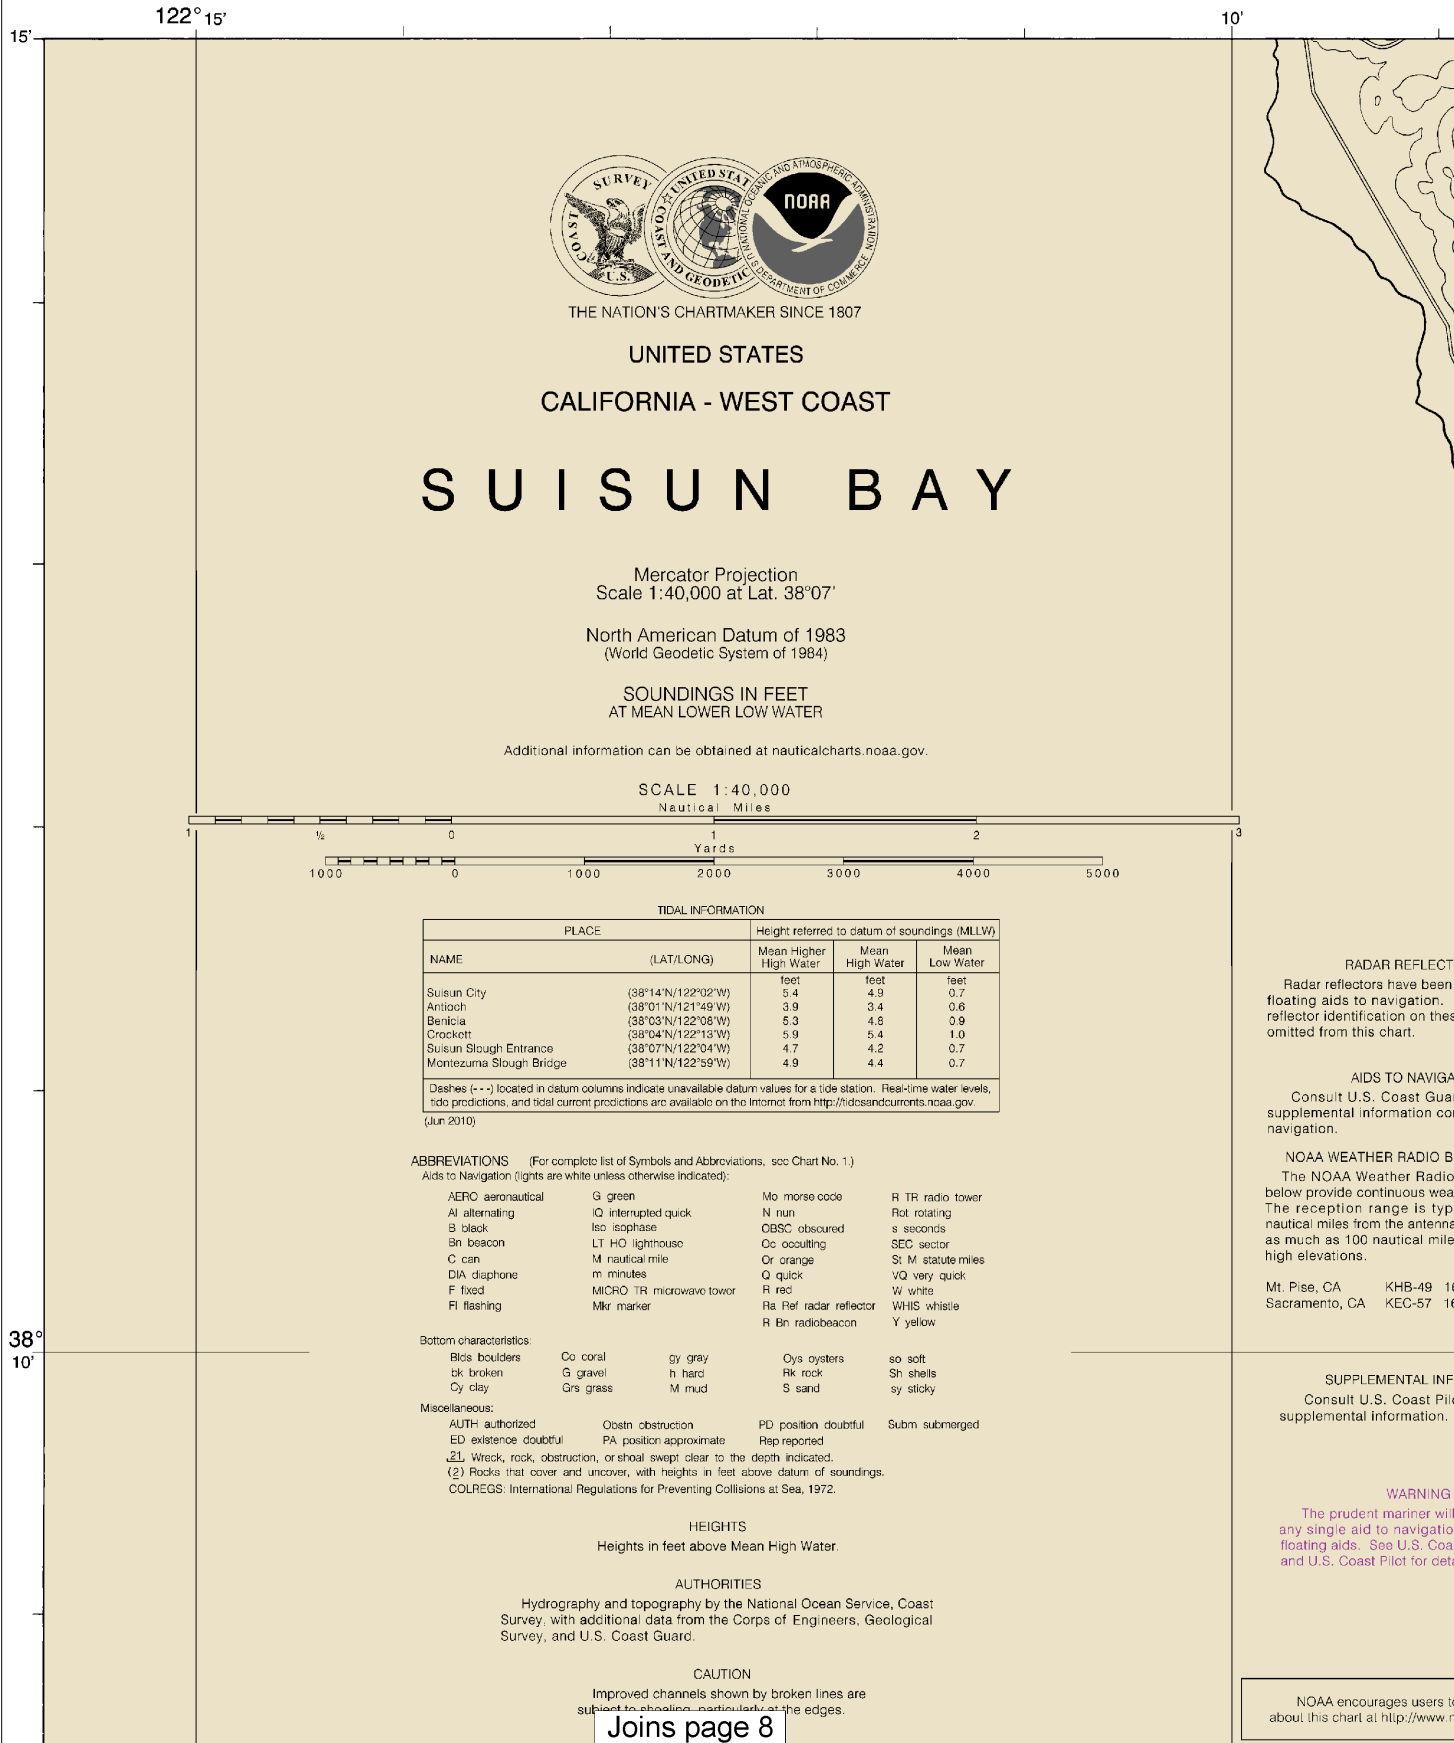 122° 15'
10'
15'
COAST SURVEY
U.S.
UNITED STAT
COAST AND GEODETIC
NATIONAL OCEANIC AND ATMOSPHERIC ADMINISTRATION
NOAA
U.S. DEPARTMENT OF COMMERCE
THE NATION'S CHARTMAKER SINCE 1807
UNITED STATES
CALIFORNIA - WEST COAST
SUISUN BAY
Mercator Projection
Scale 1:40,000 at Lat. 38°07'
North American Datum of 1983
(World Geodetic System of 1984)
SOUNDINGS IN FEET
AT MEAN LOWER LOW WATER
Additional information can be obtained at nauticalcharts.noaa.gov.
SCALE 1:40,000
Nautical Miles
1 ½ 0 1 2 3
Yards
1000 0 1000 2000 3000 4000 5000
TIDAL INFORMATION
PLACE Height referred to datum of soundings (MLLW)
NAME (LAT/LONG) Mean Higher High Water Mean High Water Mean Low Water
feet feet feet
Suisun City (38°14'N/122°02'W) 5.4 4.9 0.7
Antioch (38°01'N/121°49'W) 3.9 3.4 0.6
Benicia (38°03'N/122°08'W) 5.3 4.8 0.9
Crockett (38°04'N/122°13'W) 5.9 5.4 1.0
Suisun Slough Entrance (38°07'N/122°04'W) 4.7 4.2 0.7
Montezuma Slough Bridge (38°11'N/122°59'W) 4.9 4.4 0.7
Dashes (- - -) located in datum columns indicate unavailable datum values for a tide station. Real-time water levels,
tide predictions, and tidal current predictions are available on the Internet from http://tidesandcurrents.noaa.gov.
(Jun 2010)
ABBREVIATIONS (For complete list of Symbols and Abbreviations, see Chart No. 1.)
Aids to Navigation (lights are white unless otherwise indicated):
AERO aeronautical G green Mo morse code R TR radio tower
Al alternating IQ interrupted quick N nun Rot rotating
B black Iso isophase OBSC obscured s seconds
Bn beacon LT HO lighthouse Oc occulting SEC sector
C can M nautical mile Or orange St M statute miles
DIA diaphone m minutes Q quick VQ very quick
F fixed MICRO TR microwave tower R red W white
Fl flashing Mkr marker Ra Ref radar reflector WHIS whistle
R Bn radiobeacon Y yellow
Bottom characteristics:
Blds boulders Co coral gy gray Oys oysters so soft
bk broken G gravel h hard Rk rock Sh shells
Cy clay Grs grass M mud S sand sy sticky
Miscellaneous:
AUTH authorized Obstn obstruction PD position doubtful Subm submerged
ED existence doubtful PA position approximate Rep reported
21, Wreck, rock, obstruction, or shoal swept clear to the depth indicated.
(2) Rocks that cover and uncover, with heights in feet above datum of soundings.
COLREGS: International Regulations for Preventing Collisions at Sea, 1972.
HEIGHTS
Heights in feet above Mean High Water.
AUTHORITIES
Hydrography and topography by the National Ocean Service, Coast
Survey, with additional data from the Corps of Engineers, Geological
Survey, and U.S. Coast Guard.
CAUTION
Improved channels shown by broken lines are
subject to shoaling, particularly at the edges.
Joins page 8
38°
10'
RADAR REFLECT
Radar reflectors have been
floating aids to navigation.
reflector identification on thes
omitted from this chart.
AIDS TO NAVIGA
Consult U.S. Coast Gua
supplemental information co
navigation.
NOAA WEATHER RADIO B
The NOAA Weather Radio
below provide continuous wea
The reception range is typ
nautical miles from the antenna
as much as 100 nautical mile
high elevations.
Mt. Pise, CA KHB-49 16
Sacramento, CA KEC-57 16
SUPPLEMENTAL INF
Consult U.S. Coast Pil
supplemental information.
WARNING
The prudent mariner will
any single aid to navigatio
floating aids. See U.S. Coa
and U.S. Coast Pilot for deta
NOAA encourages users to
about this chart at http://www.n